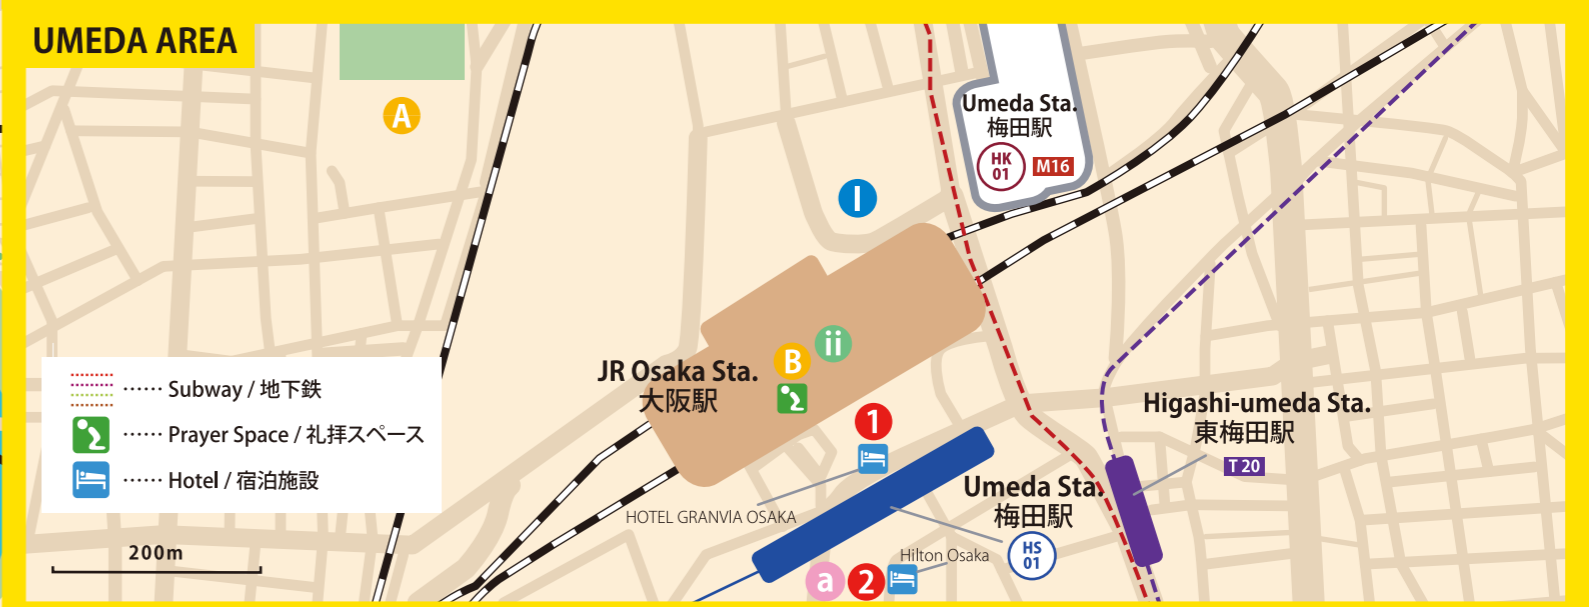 UMEDA AREA
A
Umeda Sta.
梅田駅
HK
01
M16
I
JR Osaka Sta.
大阪駅
B
ii
1
HOTEL GRANVIA OSAKA
Higashi-umeda Sta.
東梅田駅
T 20
Umeda Sta.
梅田駅
HS
01
Hilton Osaka
a
2
…… Subway / 地下鉄
…… Prayer Space / 礼拝スペース
…… Hotel / 宿泊施設
200m